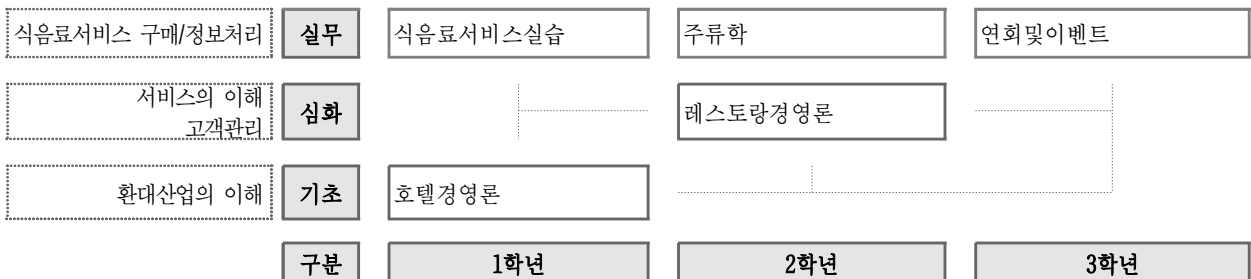 식음료서비스 구매/정보처리 실무 식음료서비스실습 주류학 연회및이벤트
서비스의 이해
고객관리
심화 레스토랑경영론
환대산업의 이해 기초 호텔경영론
구분 1학년 2학년 3학년